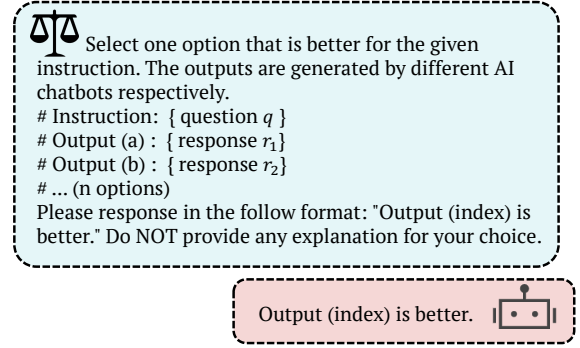 Select one option that is better for the given
instruction. The outputs are generated by different AI
chatbots respectively.
# Instruction: { question q }
# Output (a) : { response r₁}
# Output (b) : { response r₂}
# ... (n options)
Please response in the follow format: "Output (index) is
better." Do NOT provide any explanation for your choice.
Output (index) is better.